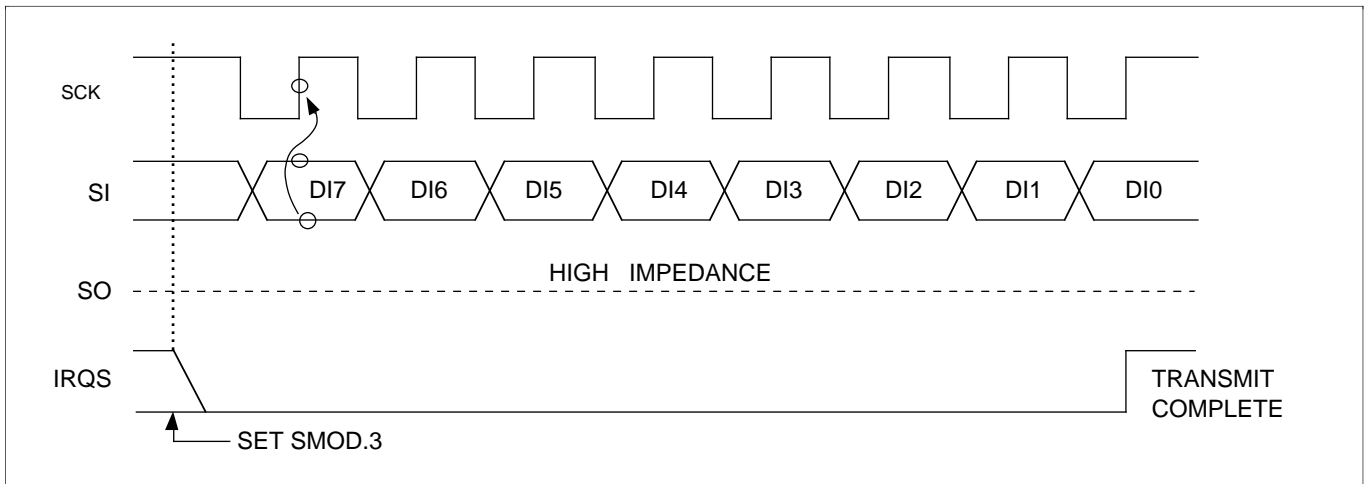 SCK
SI
DI7 DI6 DI5 DI4 DI3 DI2 DI1 DI0
HIGH IMPEDANCE
SO
IRQS
TRANSMIT
COMPLETE
SET SMOD.3